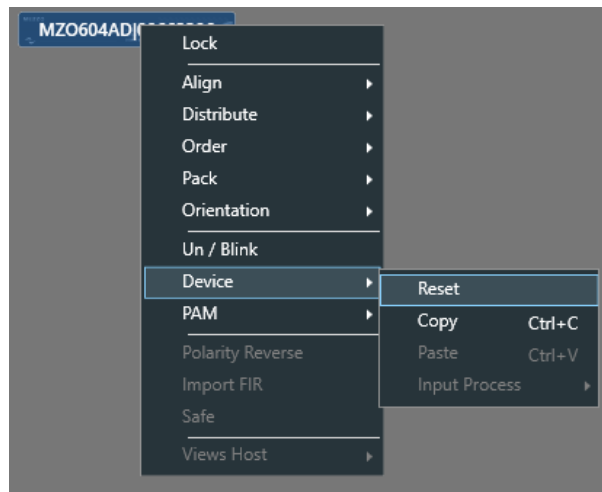 MZO604AD|
Lock
Align
Distribute
Order
Pack
Orientation
Un / Blink
Device
Reset
PAM
Copy Ctrl+C
Polarity Reverse
Paste Ctrl+V
Import FIR
Input Process
Safe
Views Host